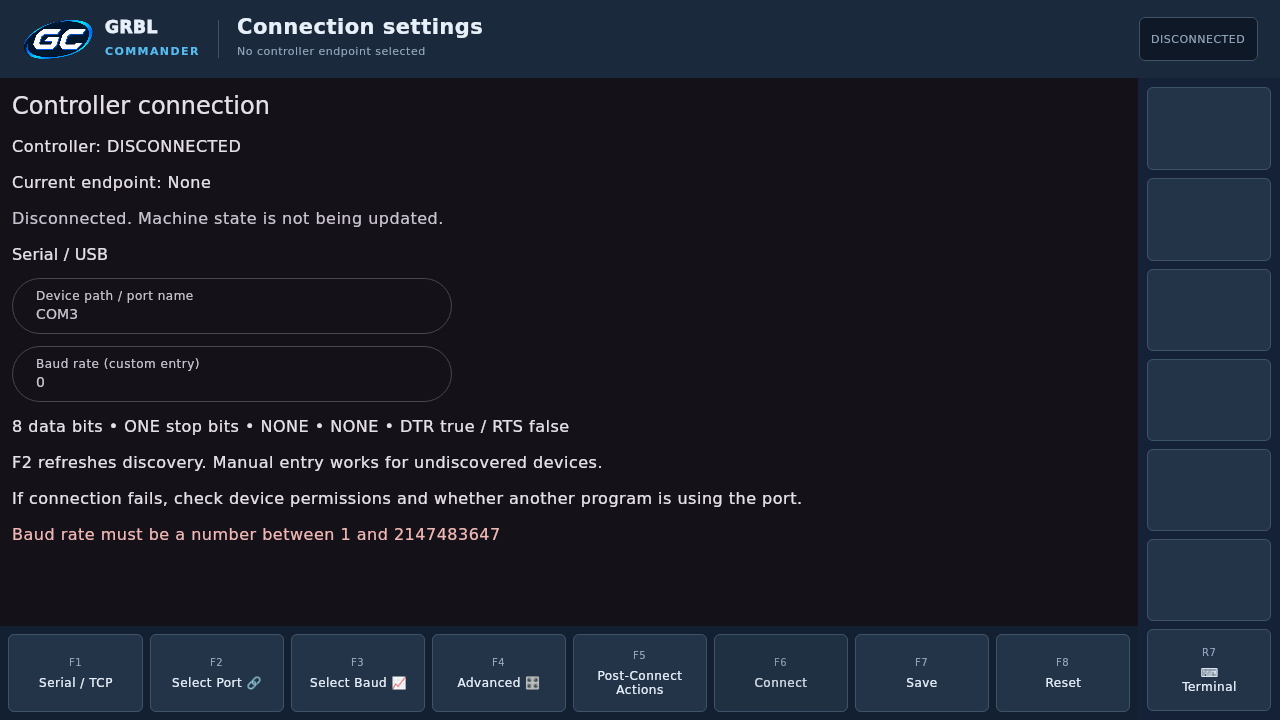 GC
GRBL
COMMANDER
Connection settings
No controller endpoint selected
DISCONNECTED
Controller connection
Controller: DISCONNECTED
Current endpoint: None
Disconnected. Machine state is not being updated.
Serial / USB
Device path / port name
COM3
Baud rate (custom entry)
0
8 data bits • ONE stop bits • NONE • NONE • DTR true / RTS false
F2 refreshes discovery. Manual entry works for undiscovered devices.
If connection fails, check device permissions and whether another program is using the port.
Baud rate must be a number between 1 and 2147483647
F1
Serial / TCP
F2
Select Port 🔗
F3
Select Baud 📈
F4
Advanced 🎛
F5
Post-Connect
Actions
F6
Connect
F7
Save
F8
Reset
R7
⌨
Terminal